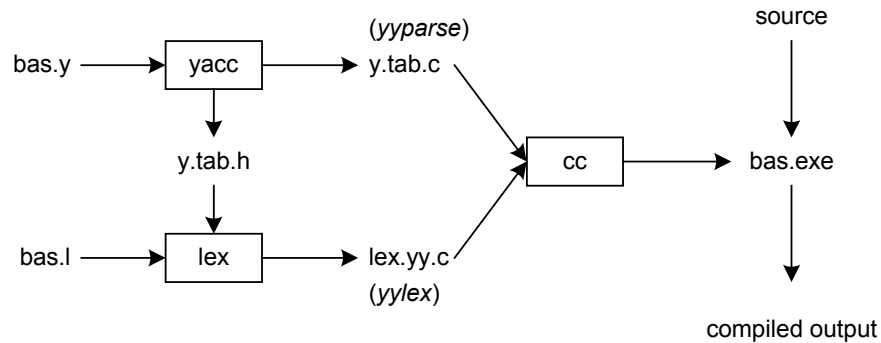 source
(yyparse)
bas.y
yacc
y.tab.c
y.tab.h
cc
bas.exe
bas.l
lex
lex.yy.c
(yylex)
compiled output